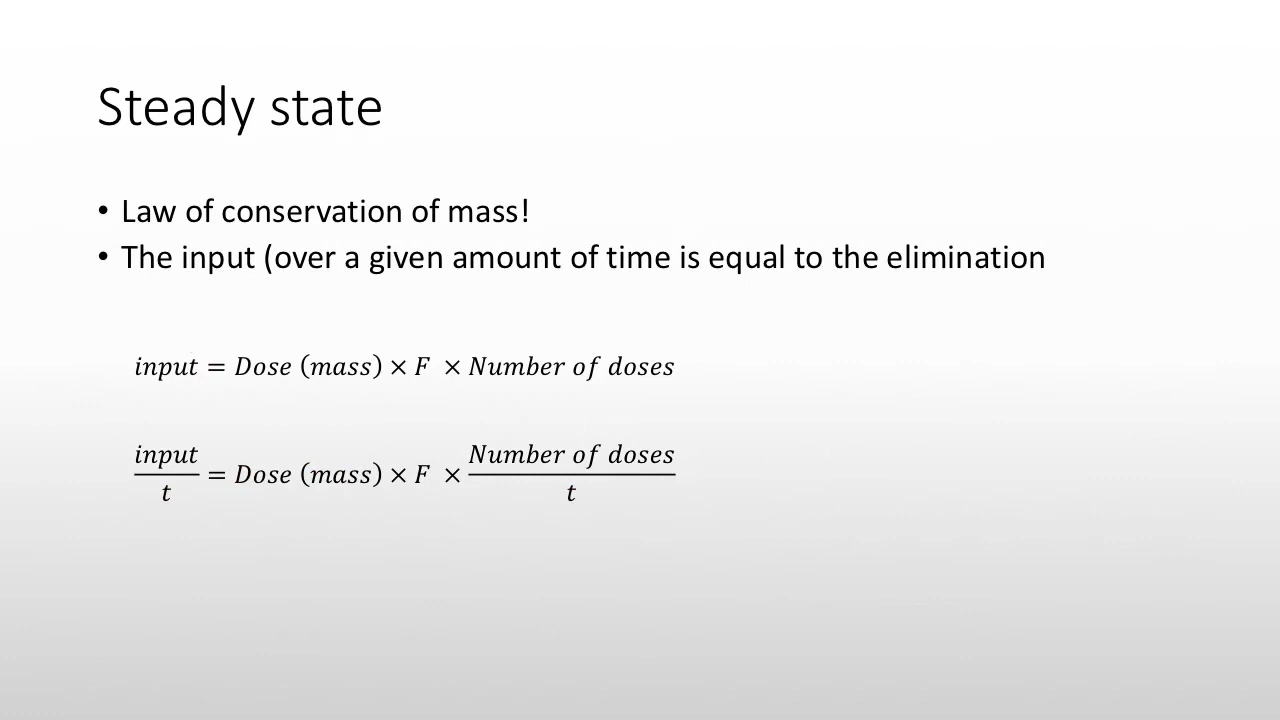 Steady state
• Law of conservation of mass!
• The input (over a given amount of time is equal to the elimination
input = Dose (mass) × F × Number of doses
input/t = Dose (mass) × F × Number of doses/t